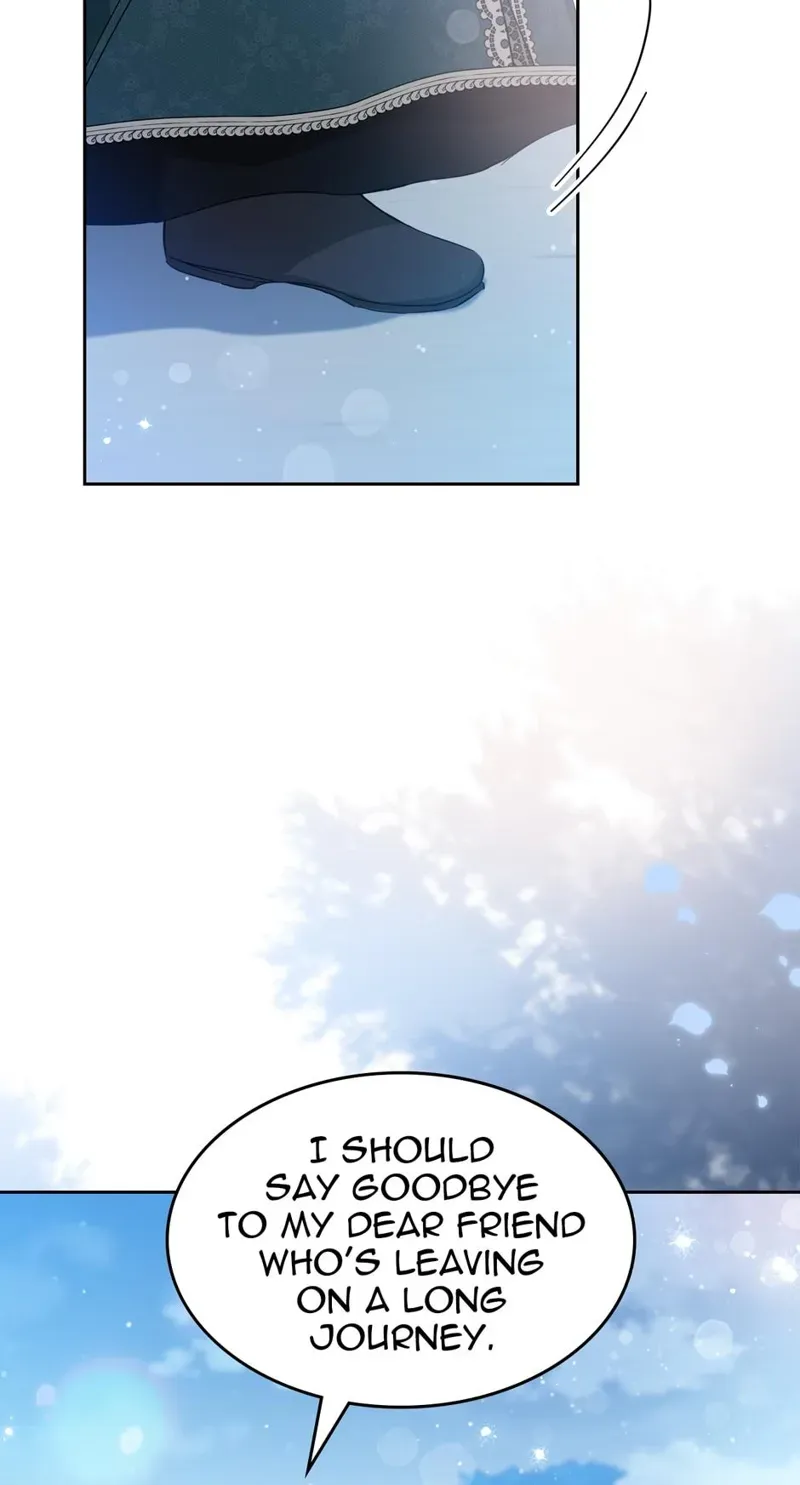 I SHOULD
SAY GOODBYE
TO MY DEAR FRIEND
WHO'S LEAVING
ON A LONG
JOURNEY.